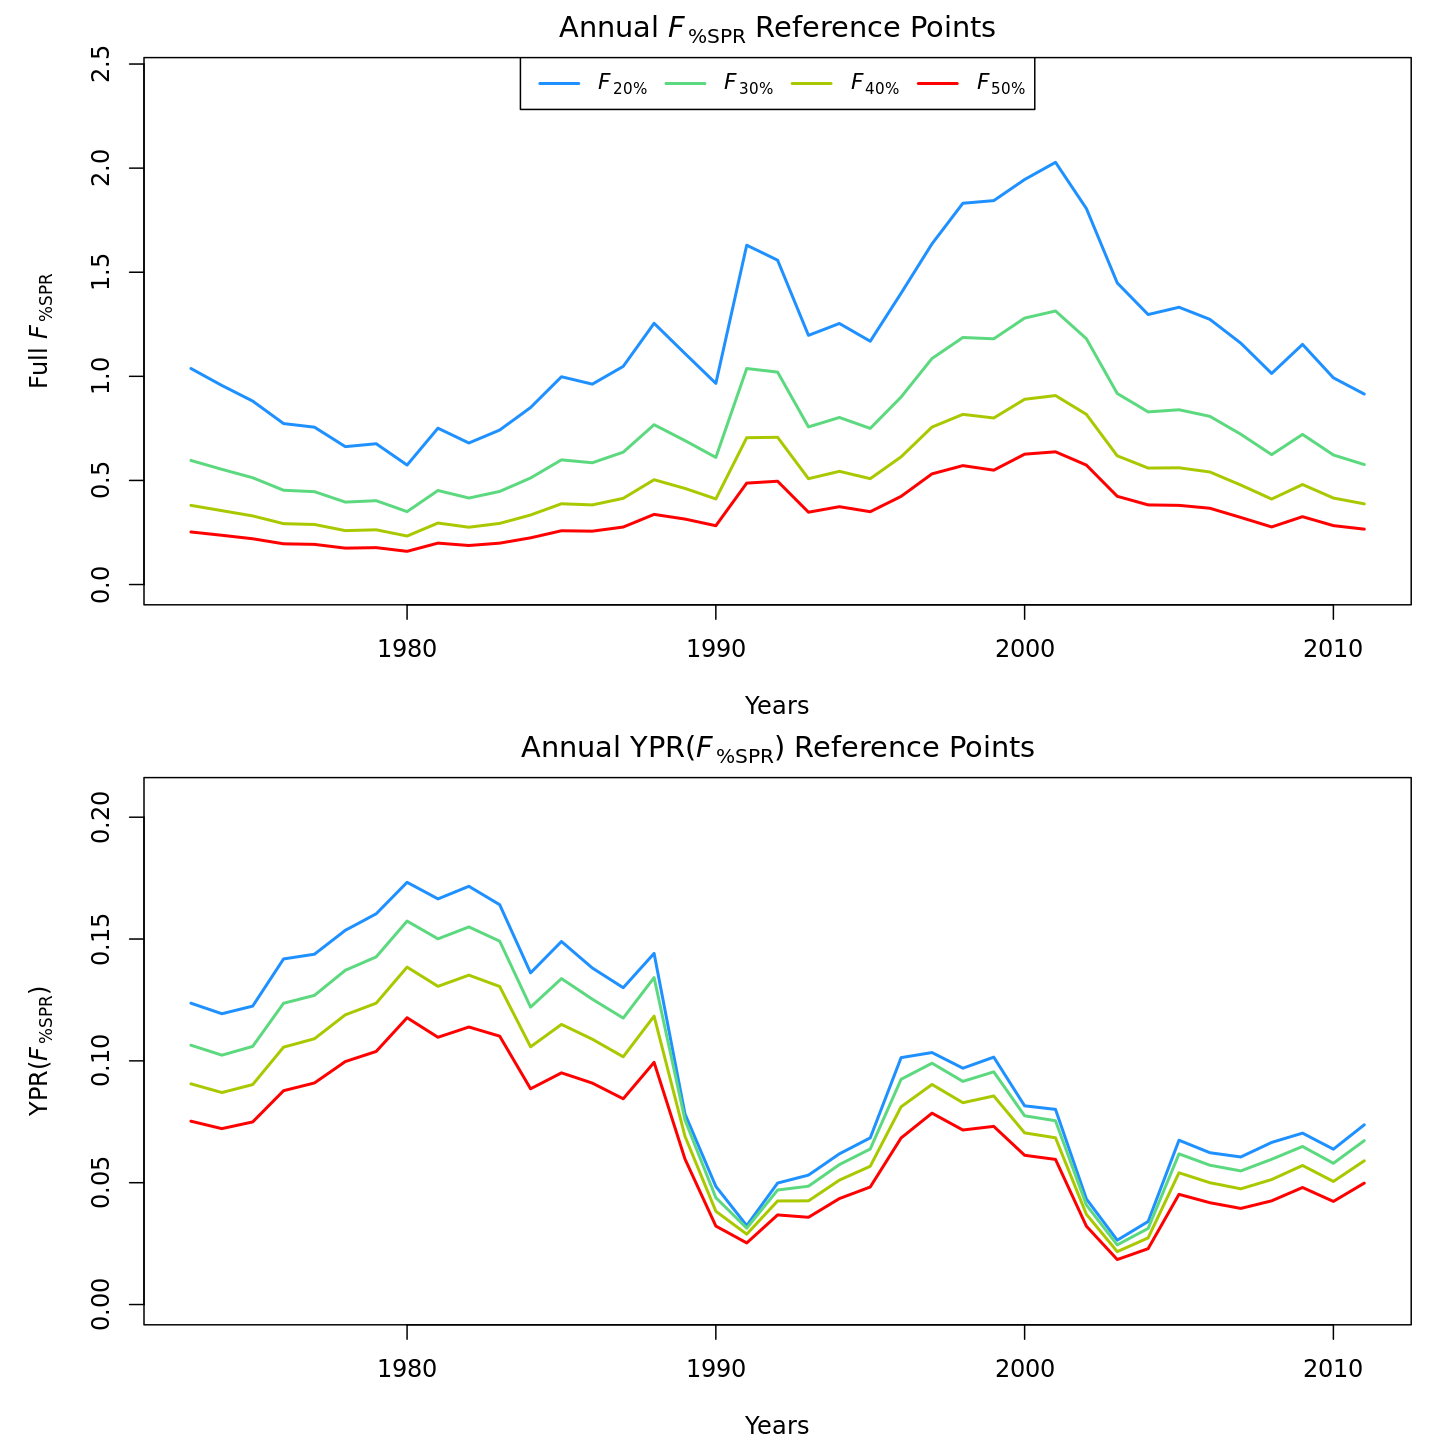 Annual F%SPR Reference Points
F20% F30% F40% F50%
2.5
2.0
1.5
1.0
0.5
0.0
Full F%SPR
1980 1990 2000 2010
Years
Annual YPR(F%SPR) Reference Points
0.20
0.15
0.10
0.05
0.00
YPR(F%SPR)
1980 1990 2000 2010
Years